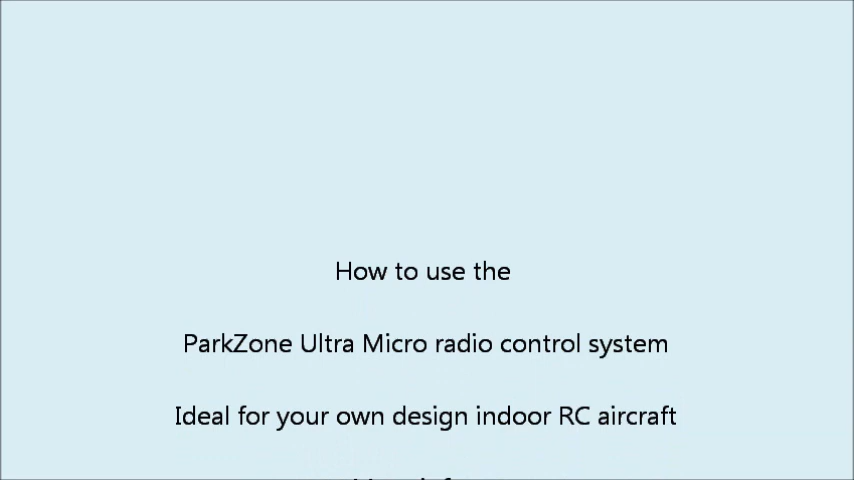 How to use the
ParkZone Ultra Micro radio control system
Ideal for your own design indoor RC aircraft